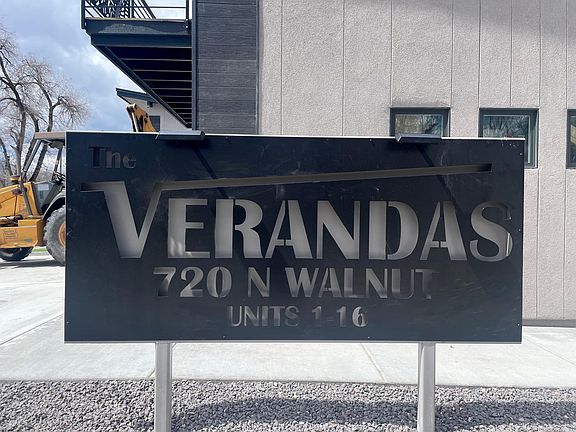 The
VERANDAS
720 N WALNUT
UNITS 1-16